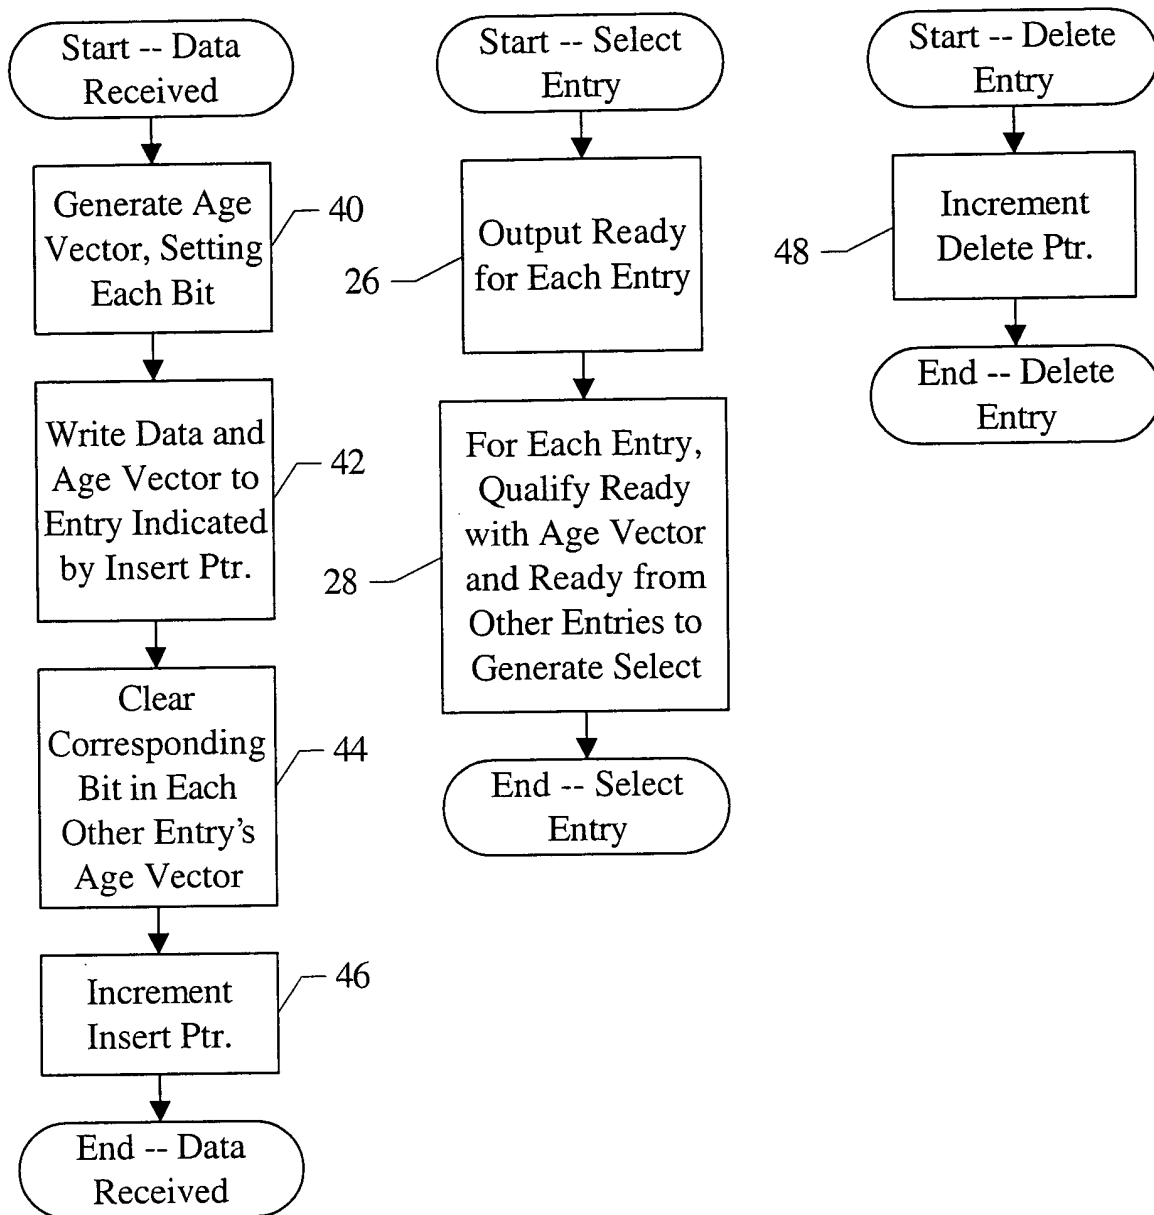 Start -- Data
Received
Generate Age
Vector, Setting
Each Bit
40
Write Data and
Age Vector to
Entry Indicated
by Insert Ptr.
42
Clear
Corresponding
Bit in Each
Other Entry's
Age Vector
44
Increment
Insert Ptr.
46
End -- Data
Received
Start -- Select
Entry
Output Ready
for Each Entry
26
For Each Entry,
Qualify Ready
with Age Vector
and Ready from
Other Entries to
Generate Select
28
End -- Select
Entry
Start -- Delete
Entry
Increment
Delete Ptr.
48
End -- Delete
Entry